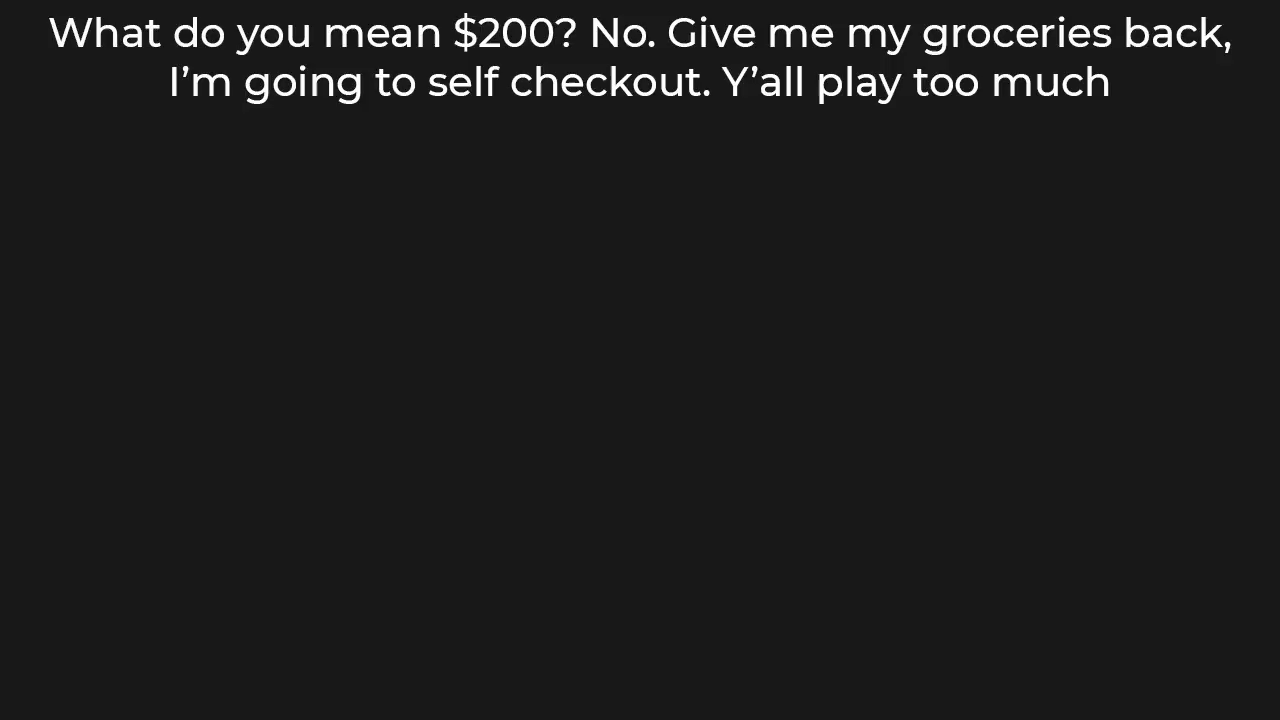 What do you mean $200? No. Give me my groceries back,
I’m going to self checkout. Y’all play too much